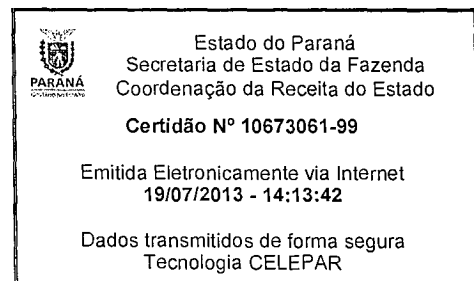 Estado do Paraná
Secretaria de Estado da Fazenda
PARANÁ
Coordenação da Receita do Estado
Certidão Nº 10673061-99
Emitida Eletronicamente via Internet
19/07/2013 - 14:13:42
Dados transmitidos de forma segura
Tecnologia CELEPAR